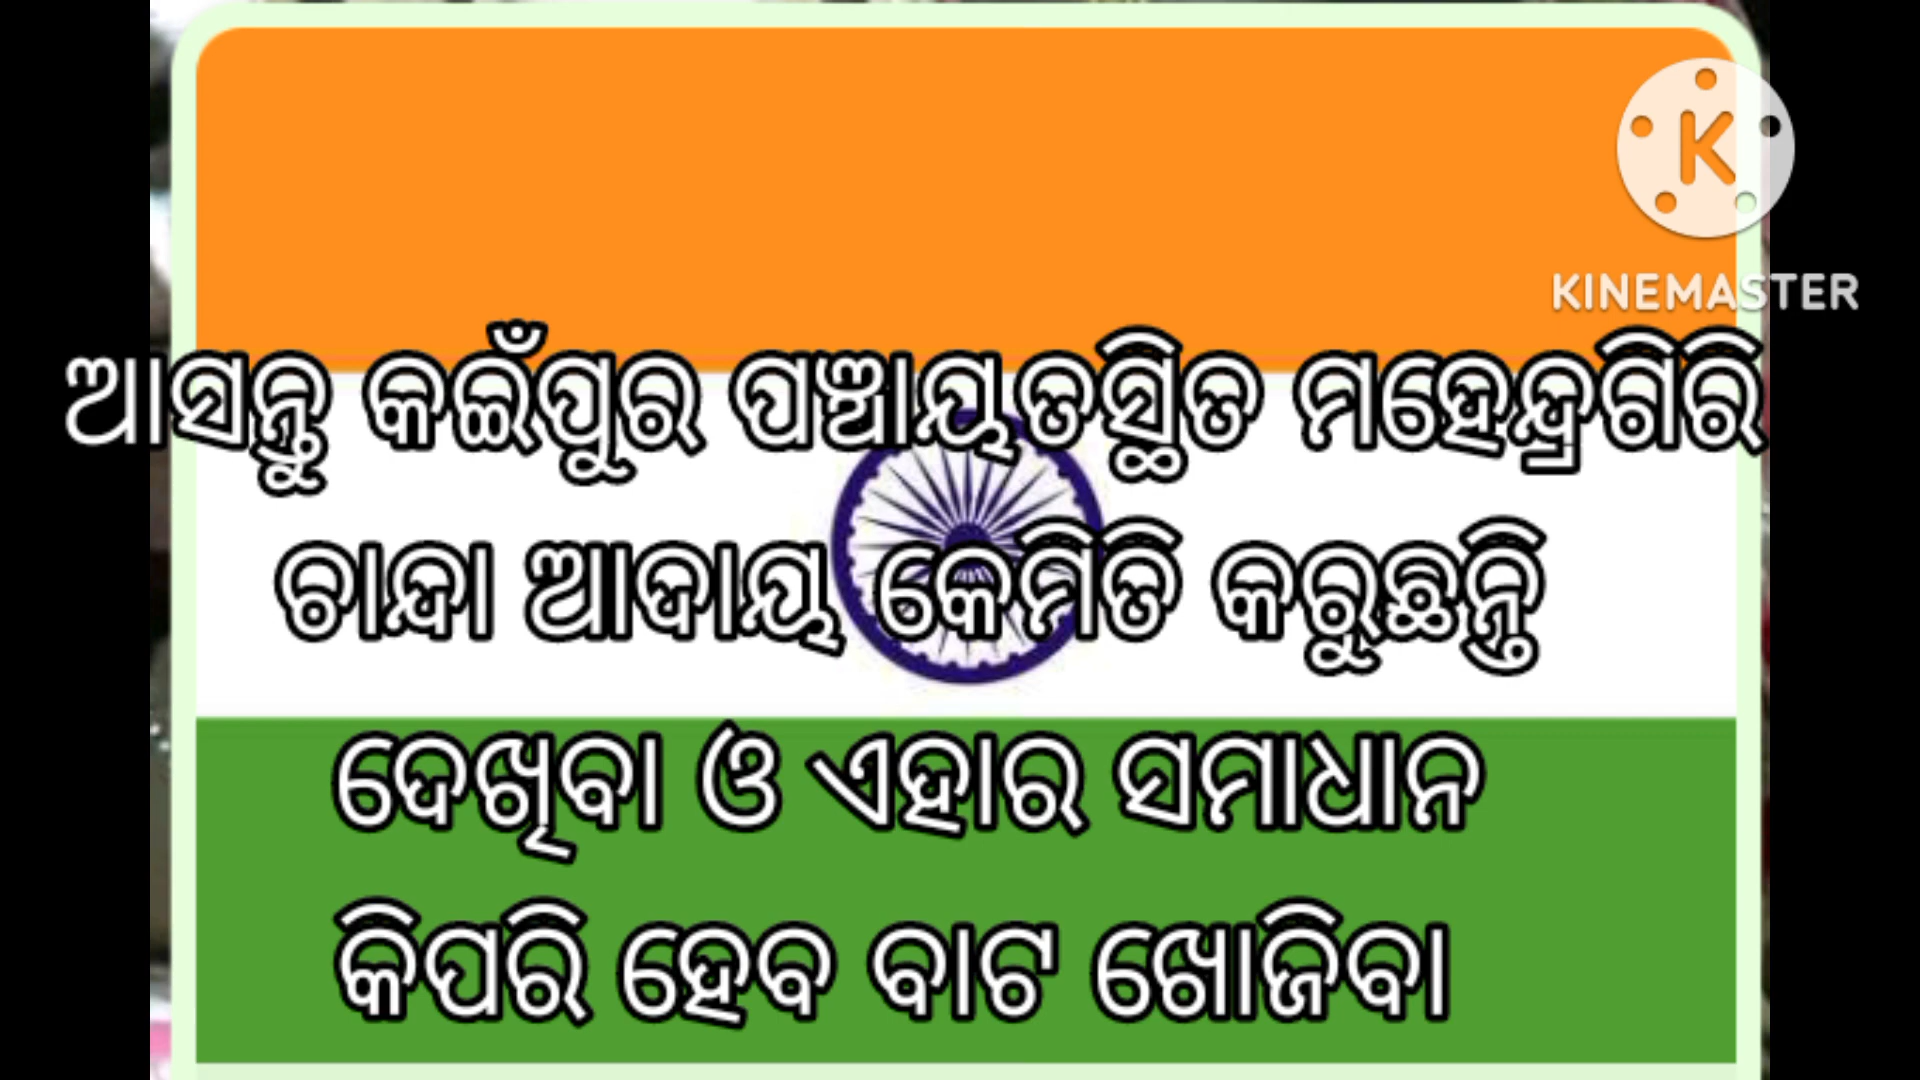 KINEMASTER
ଆସନ୍ତୁ କଇଁପୁର ପଞ୍ଚାୟତସ୍ଥିତ ମହେନ୍ଦ୍ରଗିରି
ଚାନ୍ଦା ଆଦାୟ କେମିତି କରୁଛନ୍ତି
ଦେଖିବା ଓ ଏହାର ସମାଧାନ
କିପରି ହେବ ବାଟ ଖୋଜିବା